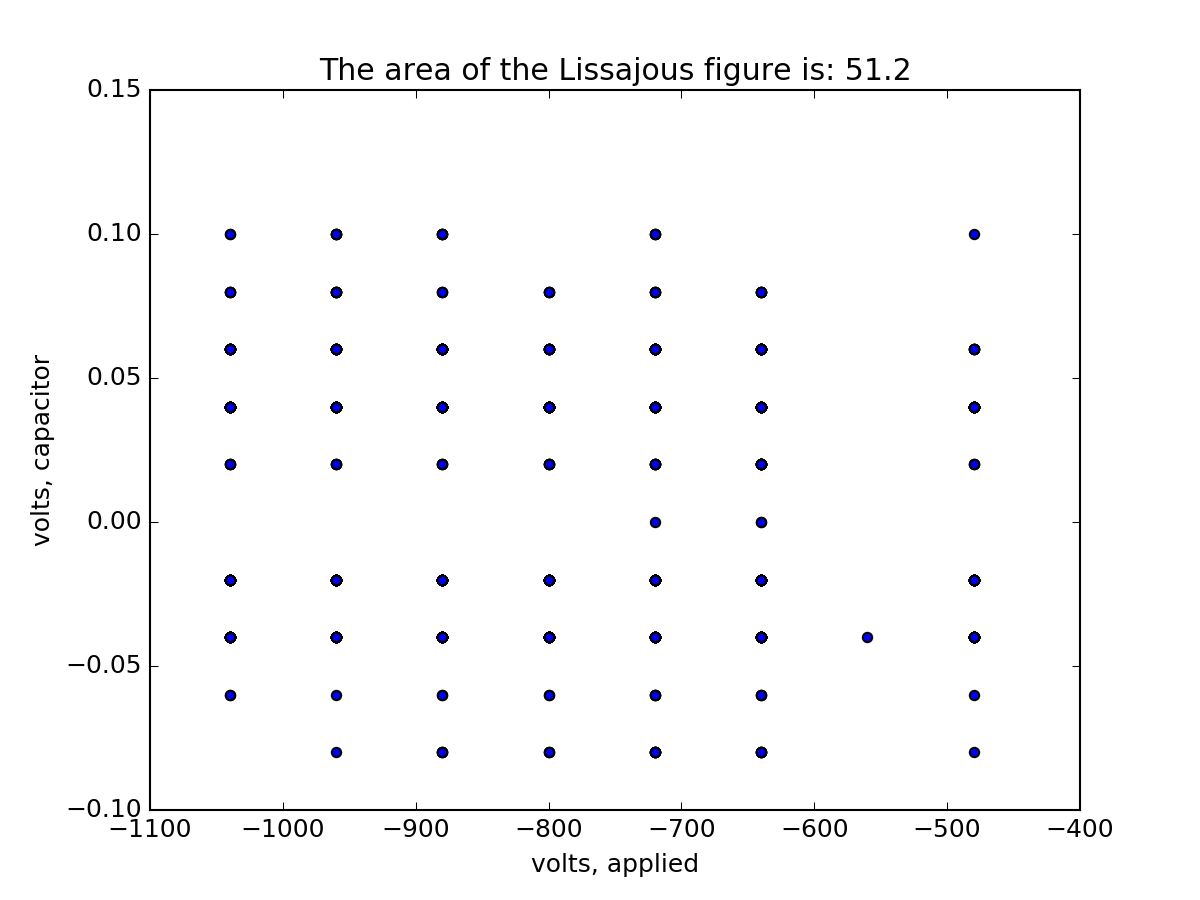 The area of the Lissajous figure is: 51.2
0.15
0.10
0.05
0.00
−0.05
−0.10
volts, capacitor
−1100 −1000 −900 −800 −700 −600 −500 −400
volts, applied